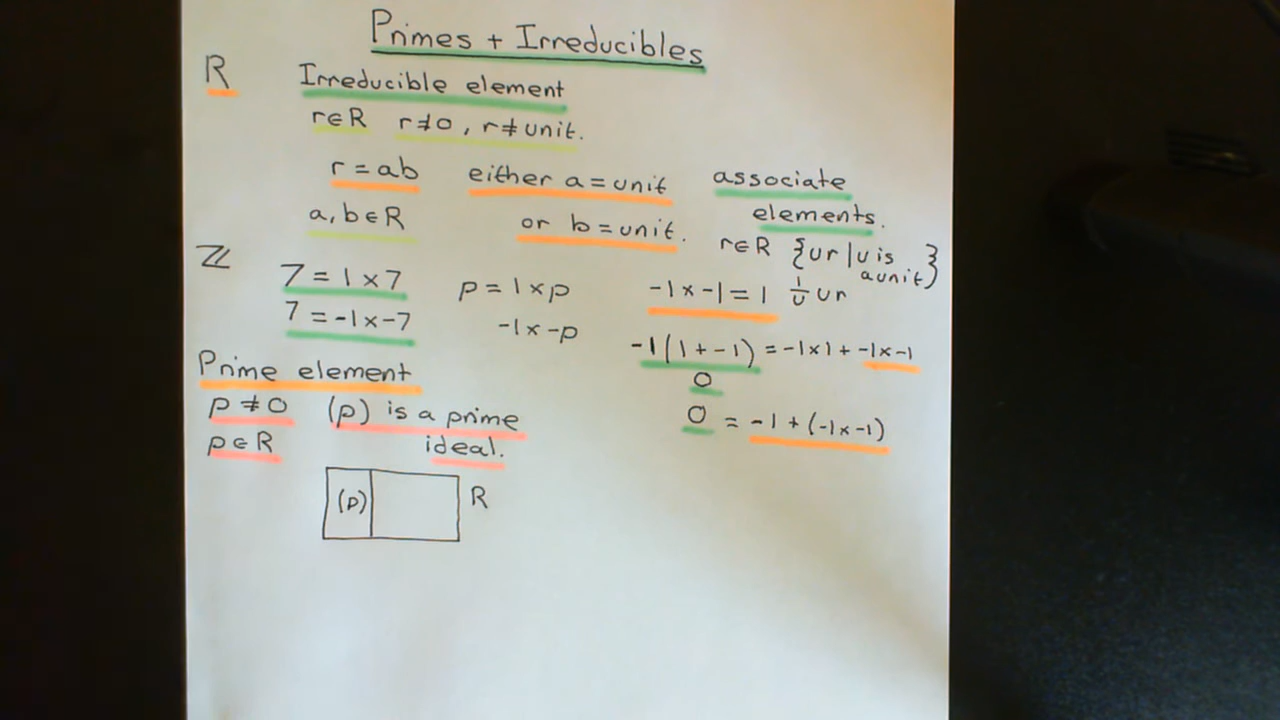 Primes + Irreducibles
R
Irreducible element
r∈R r≠0, r≠unit.
r = ab either a = unit
a, b∈R or b = unit.
associate
elements.
r∈R {ur | u is
a unit}
ℤ
7 = 1 × 7
7 = -1 × -7
p = 1 × p
-1 × -p
-1 × -1 = 1 1/u ur
-1(1 + -1) = -1×1 + -1×-1
0
0 = -1 + (-1×-1)
Prime element
p ≠ 0 (p) is a prime
p∈R ideal.
(p) R